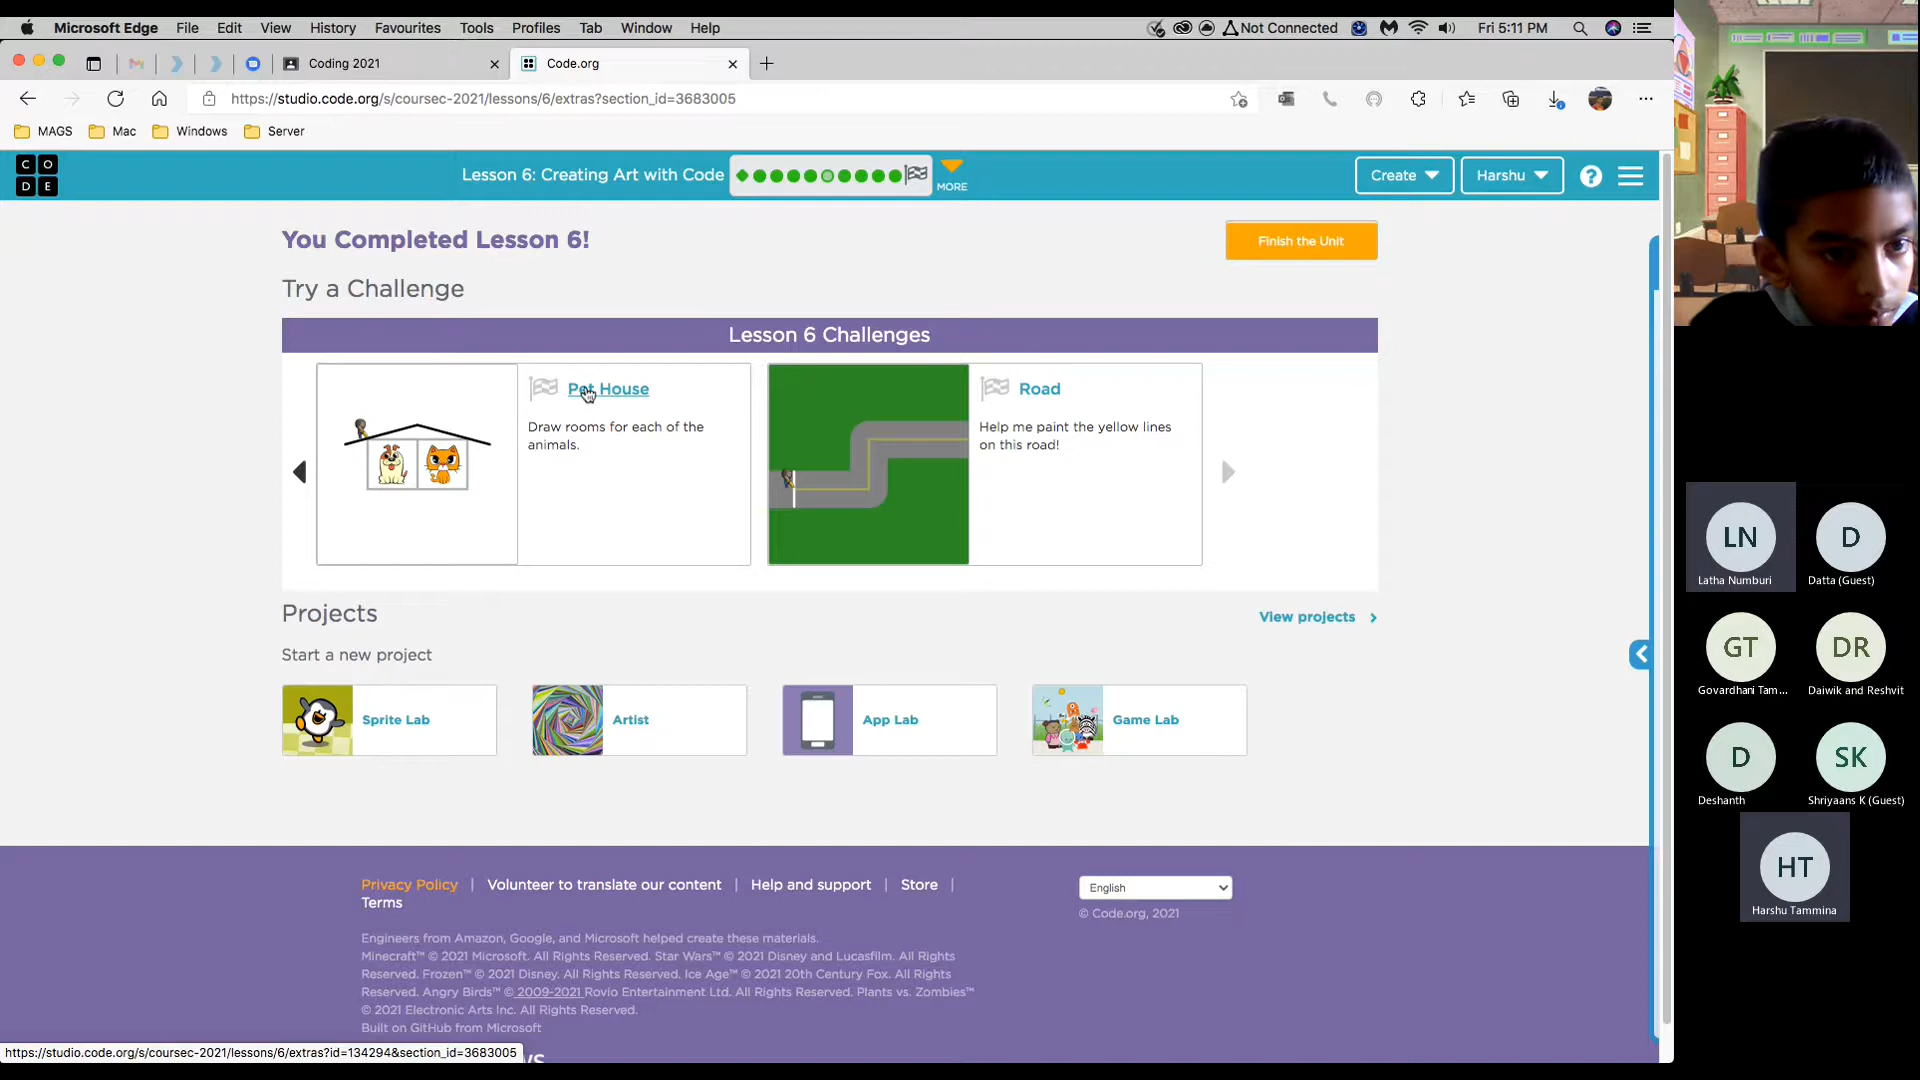 Microsoft Edge File Edit View History Favourites Tools Profiles Tab Window Help
Not Connected Fri 5:11 PM
Coding 2021
Code.org
https://studio.code.org/s/coursec-2021/lessons/6/extras?section_id=3683005
MAGS Mac Windows Server
C O
D E
Lesson 6: Creating Art with Code
MORE
Create
Harshu
?
You Completed Lesson 6!
Finish the Unit
Try a Challenge
Lesson 6 Challenges
Pet House
Draw rooms for each of the
animals.
Road
Help me paint the yellow lines
on this road!
Projects
View projects
Start a new project
Sprite Lab
Artist
App Lab
Game Lab
Privacy Policy | Volunteer to translate our content | Help and support | Store |
Terms
English
© Code.org, 2021
Engineers from Amazon, Google, and Microsoft helped create these materials.
Minecraft™ © 2021 Microsoft. All Rights Reserved. Star Wars™ © 2021 Disney and Lucasfilm. All Rights
Reserved. Frozen™ © 2021 Disney. All Rights Reserved. Ice Age™ © 2021 20th Century Fox. All Rights
Reserved. Angry Birds™ © 2009-2021 Rovio Entertainment Ltd. All Rights Reserved. Plants vs. Zombies™
© 2021 Electronic Arts Inc. All Rights Reserved.
Built on GitHub from Microsoft
https://studio.code.org/s/coursec-2021/lessons/6/extras?id=134294&section_id=3683005
LN
Latha Numburi
D
Datta (Guest)
GT
Govardhani Tam...
DR
Daiwik and Reshvit
D
Deshanth
SK
Shriyaans K (Guest)
HT
Harshu Tammina